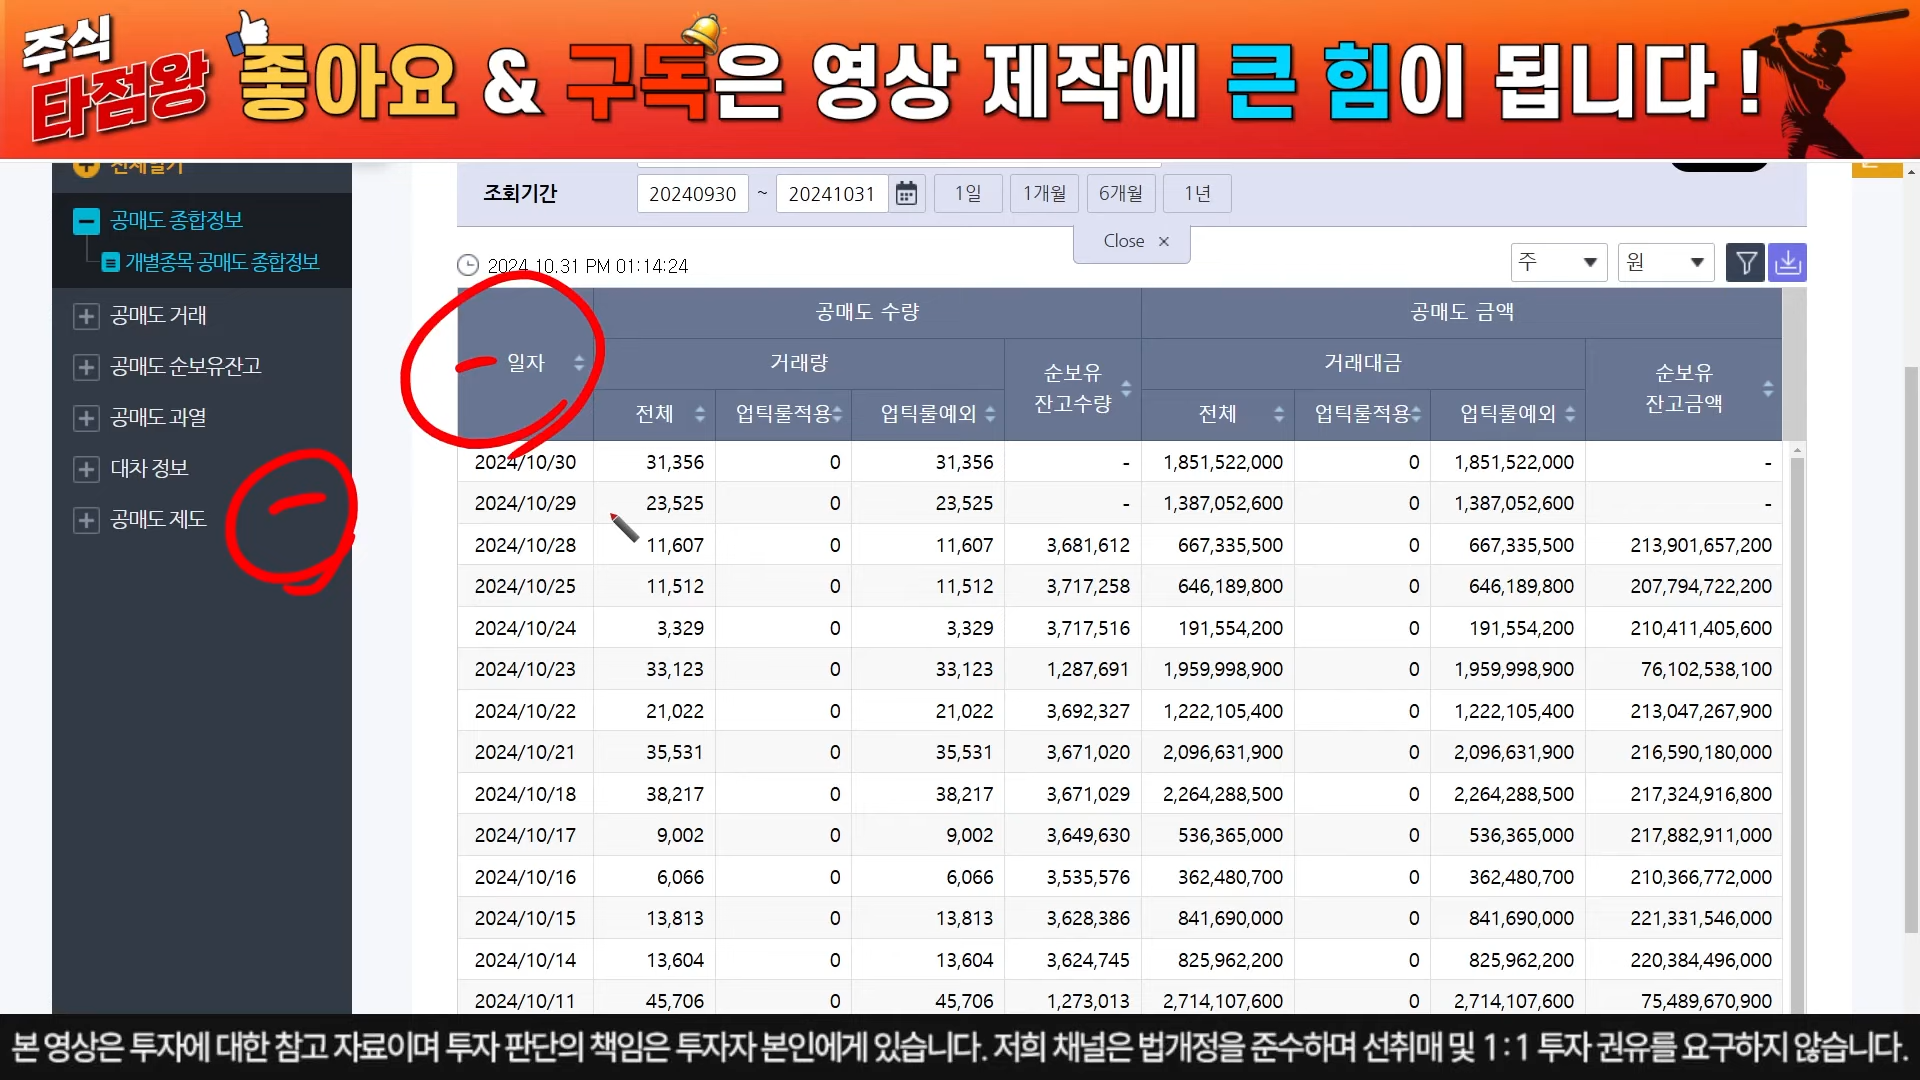 주식
타점왕
좋아요 & 구독은 영상 제작에 큰 힘이 됩니다 !
전체열기
공매도 종합정보
개별종목 공매도 종합정보
공매도 거래
공매도 순보유잔고
공매도 과열
대차 정보
공매도 제도
조회기간 20240930 ~ 20241031 1일 1개월 6개월 1년
Close ×
2024.10.31 PM 01:14:24 주 원
일자 공매도 수량 공매도 금액
거래량 순보유 잔고수량 거래대금 순보유 잔고금액
전체 업틱룰적용 업틱룰예외 전체 업틱룰적용 업틱룰예외
2024/10/30 31,356 0 31,356 - 1,851,522,000 0 1,851,522,000 -
2024/10/29 23,525 0 23,525 - 1,387,052,600 0 1,387,052,600 -
2024/10/28 11,607 0 11,607 3,681,612 667,335,500 0 667,335,500 213,901,657,200
2024/10/25 11,512 0 11,512 3,717,258 646,189,800 0 646,189,800 207,794,722,200
2024/10/24 3,329 0 3,329 3,717,516 191,554,200 0 191,554,200 210,411,405,600
2024/10/23 33,123 0 33,123 1,287,691 1,959,998,900 0 1,959,998,900 76,102,538,100
2024/10/22 21,022 0 21,022 3,692,327 1,222,105,400 0 1,222,105,400 213,047,267,900
2024/10/21 35,531 0 35,531 3,671,020 2,096,631,900 0 2,096,631,900 216,590,180,000
2024/10/18 38,217 0 38,217 3,671,029 2,264,288,500 0 2,264,288,500 217,324,916,800
2024/10/17 9,002 0 9,002 3,649,630 536,365,000 0 536,365,000 217,882,911,000
2024/10/16 6,066 0 6,066 3,535,576 362,480,700 0 362,480,700 210,366,772,000
2024/10/15 13,813 0 13,813 3,628,386 841,690,000 0 841,690,000 221,331,546,000
2024/10/14 13,604 0 13,604 3,624,745 825,962,200 0 825,962,200 220,384,496,000
2024/10/11 45,706 0 45,706 1,273,013 2,714,107,600 0 2,714,107,600 75,489,670,900
본 영상은 투자에 대한 참고 자료이며 투자 판단의 책임은 투자자 본인에게 있습니다. 저희 채널은 법개정을 준수하며 선취매 및 1:1 투자 권유를 요구하지 않습니다.